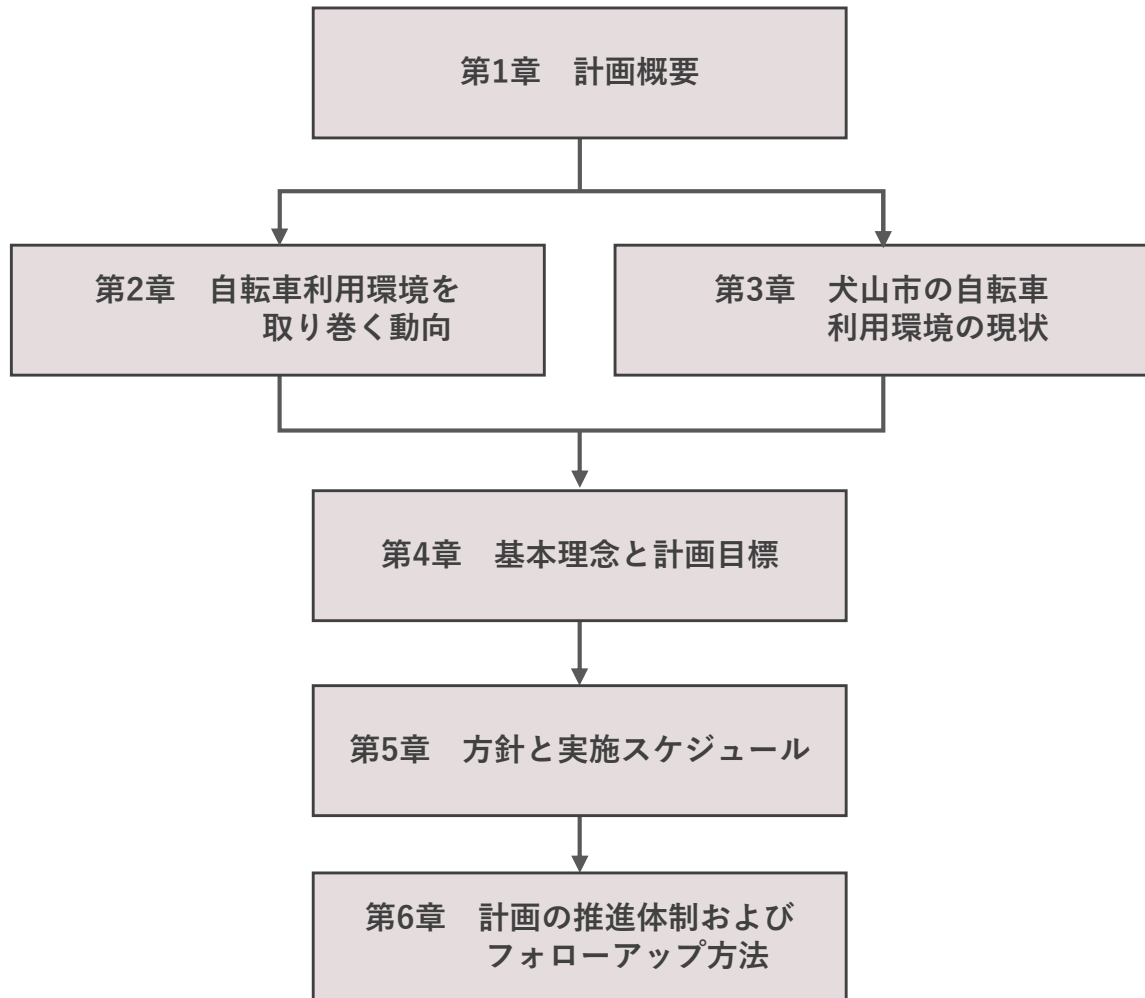 第1章　計画概要
第2章　自転車利用環境を
取り巻く動向
第3章　犬山市の自転車
利用環境の現状
第4章　基本理念と計画目標
第5章　方針と実施スケジュール
第6章　計画の推進体制および
フォローアップ方法